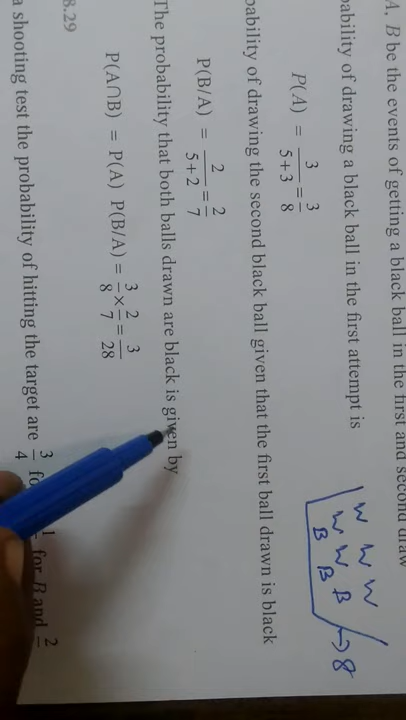 A, B be the events of getting a black ball in the first and second draw
bability of drawing a black ball in the first attempt is
P(A) = 3/(5+3) = 3/8
bability of drawing the second black ball given that the first ball drawn is black
P(B/A) = 2/(5+2) = 2/7
The probability that both balls drawn are black is given by
P(A∩B) = P(A) P(B/A) = 3/8 × 2/7 = 3/28
8.29
a shooting test the probability of hitting the target are 3/4 fo 1 for B and 2
W W W
W W B
B B → 8